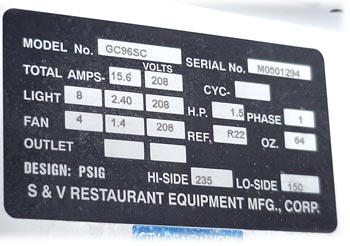 MODEL No. GC96SC SERIAL No. M0501294
VOLTS
TOTAL AMPS- 15.6 208 CYC-
LIGHT 8 2.40 208 H.P. 1.5 PHASE 1
FAN 4 1.4 208 REF. R22 OZ. 64
OUTLET
DESIGN: PSIG HI-SIDE 235 LO-SIDE 150
S & V RESTAURANT EQUIPMENT MFG., CORP.